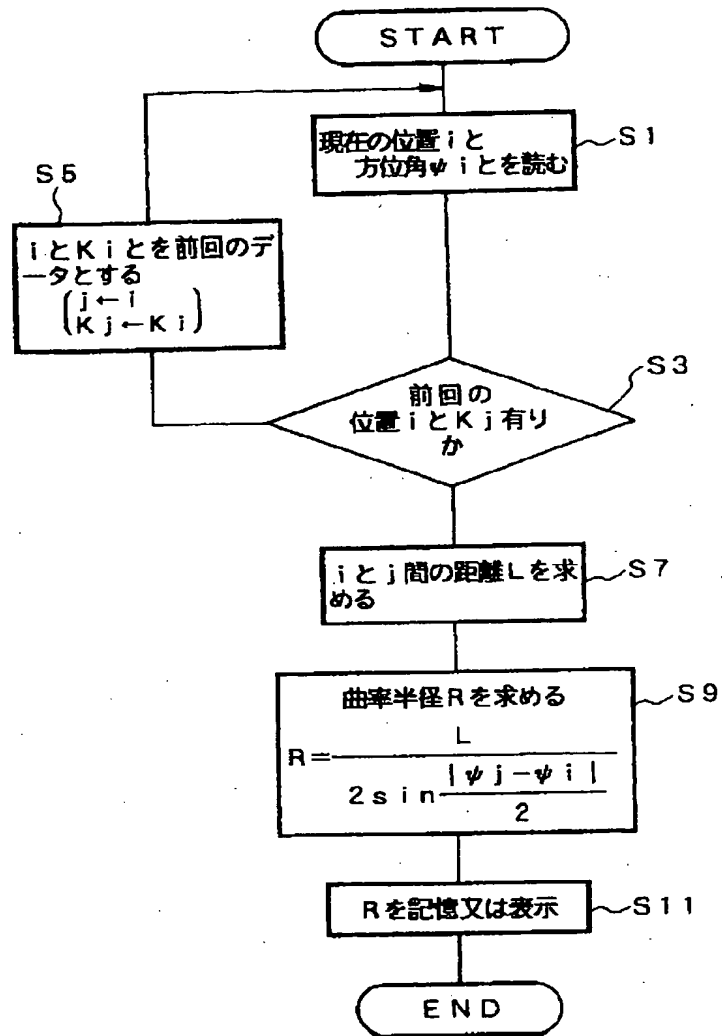 START
現在の位置iと
方位角ψiとを読む
S1
S5
iとKiとを前回のデ
ータとする
(j←i
Kj←Ki)
前回の
位置iとKj有り
か
S3
iとj間の距離Lを求
める
S7
曲率半径Rを求める
S9
L
R=
2sin
|ψj−ψi|
2
Rを記憶又は表示
S11
END